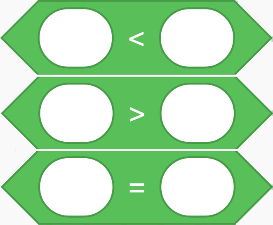 <
>
=